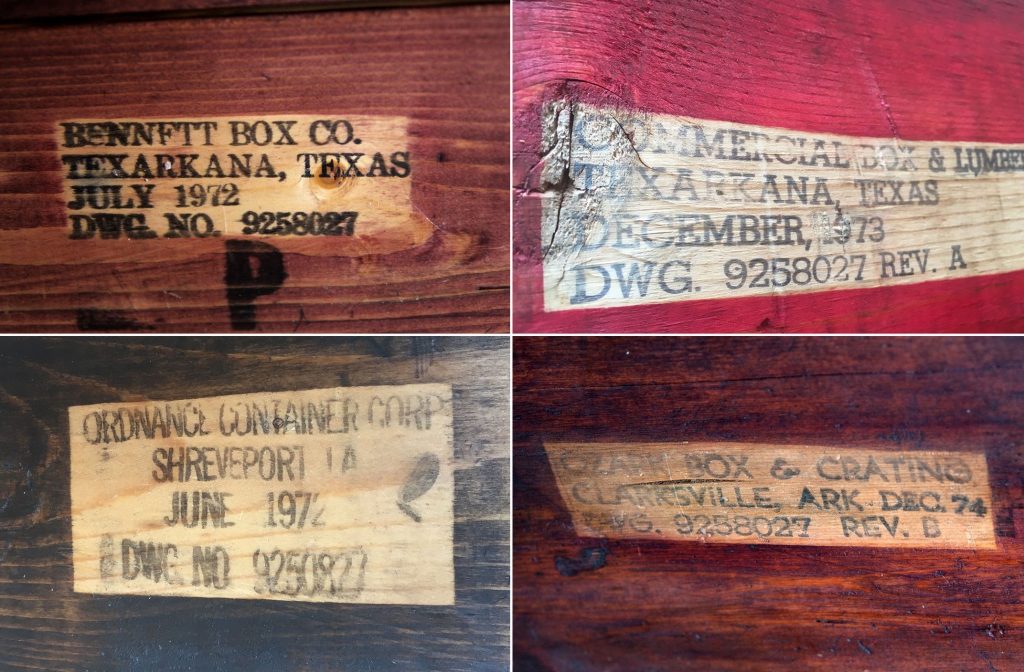 BENNETT BOX CO.
TEXARKANA, TEXAS
JULY 1972
DWG. NO. 9258027
P
COMMERCIAL BOX & LUMBER
TEXARKANA, TEXAS
DECEMBER, 1973
DWG. 9258027 REV. A
ORDNANCE CONTAINER CORP
SHREVEPORT LA
JUNE 1972
DWG NO 9250827
OZARK BOX & CRATING
CLARKSVILLE, ARK. DEC. 74
DWG. 9258027 REV. B